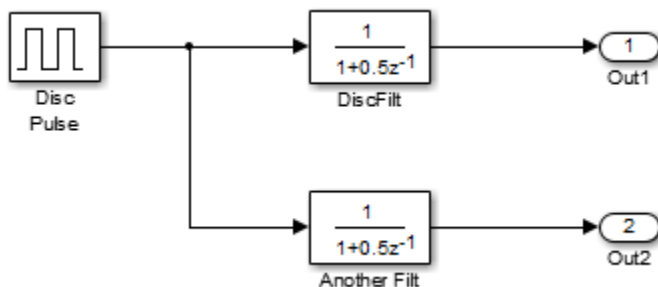 1
1+0.5z⁻¹
1
Disc
Pulse
DiscFilt
Out1
1
1+0.5z⁻¹
2
Another Filt
Out2